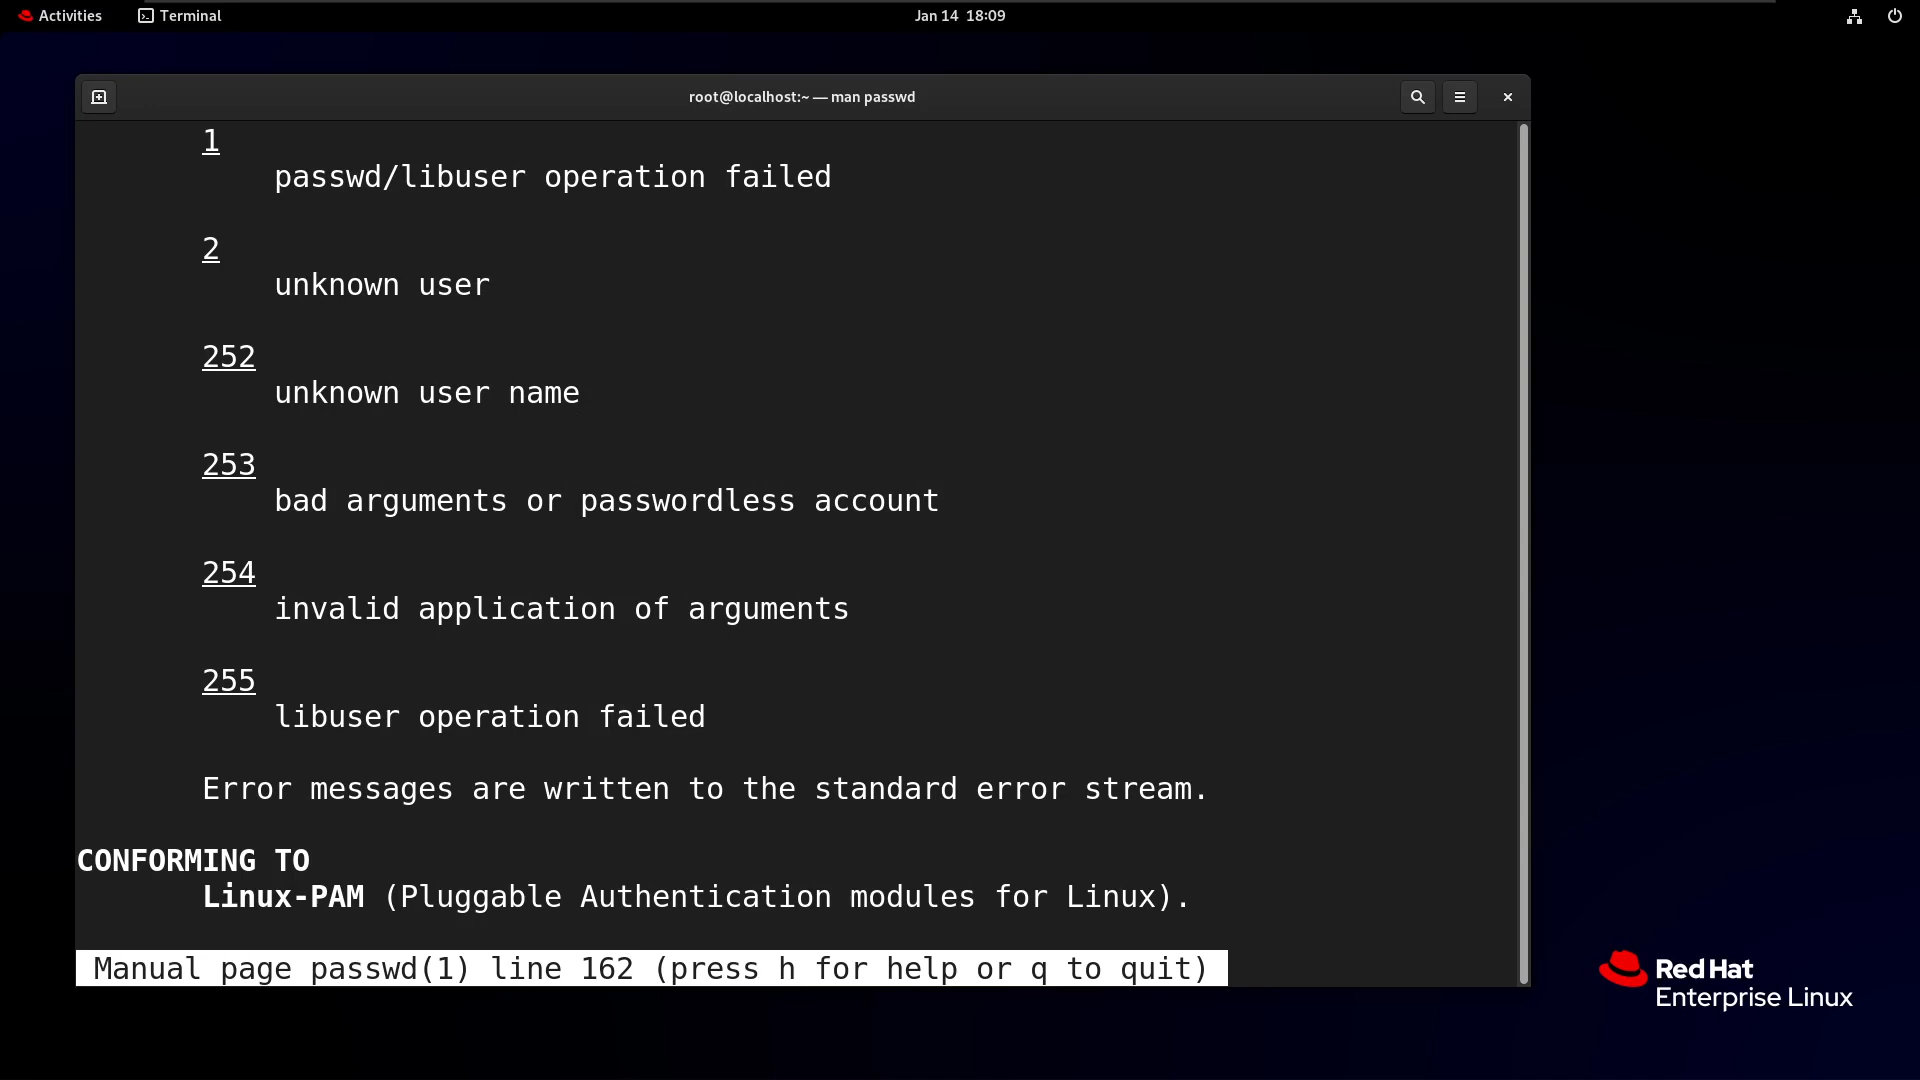 Activities
Terminal
Jan 14 18:09
root@localhost:~ — man passwd
1
passwd/libuser operation failed
2
unknown user
252
unknown user name
253
bad arguments or passwordless account
254
invalid application of arguments
255
libuser operation failed
Error messages are written to the standard error stream.
CONFORMING TO
Linux-PAM (Pluggable Authentication modules for Linux).
Manual page passwd(1) line 162 (press h for help or q to quit)
Red Hat
Enterprise Linux